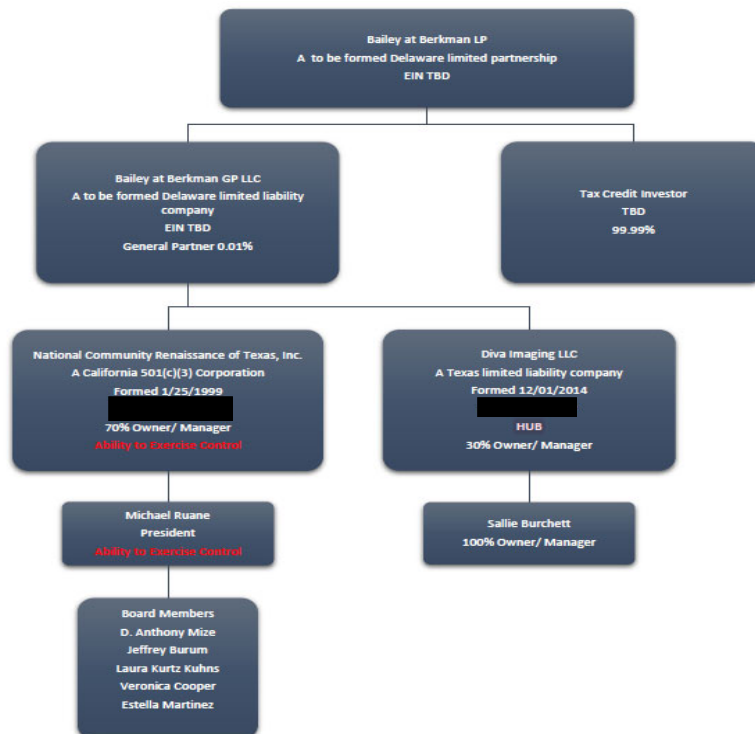 Bailey at Berkman LP
A to be formed Delaware limited partnership
EIN TBD
Bailey at Berkman GP LLC
A to be formed Delaware limited liability
company
EIN TBD
General Partner 0.01%
Tax Credit Investor
TBD
99.99%
National Community Renaissance of Texas, Inc.
A California 501(c)(3) Corporation
Formed 1/25/1999
70% Owner/ Manager
Ability to Exercise Control
Diva Imaging LLC
A Texas limited liability company
Formed 12/01/2014
HUB
30% Owner/ Manager
Michael Ruane
President
Ability to Exercise Control
Sallie Burchett
100% Owner/ Manager
Board Members
D. Anthony Mize
Jeffrey Burum
Laura Kurtz Kuhns
Veronica Cooper
Estella Martinez